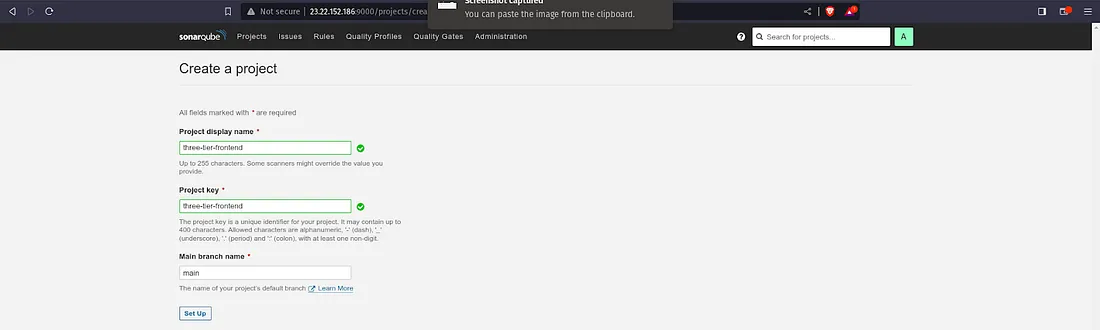 Screenshot captured
You can paste the image from the clipboard.
Not secure 23.22.152.186:9000/projects/crea
sonarqube Projects Issues Rules Quality Profiles Quality Gates Administration Search for projects... A
Create a project
All fields marked with * are required
Project display name *
three-tier-frontend
Up to 255 characters. Some scanners might override the value you
provide.
Project key *
three-tier-frontend
The project key is a unique identifier for your project. It may contain up to
400 characters. Allowed characters are alphanumeric, '-' (dash), '_'
(underscore), '.' (period) and ':' (colon), with at least one non-digit.
Main branch name *
main
The name of your project's default branch Learn More
Set Up